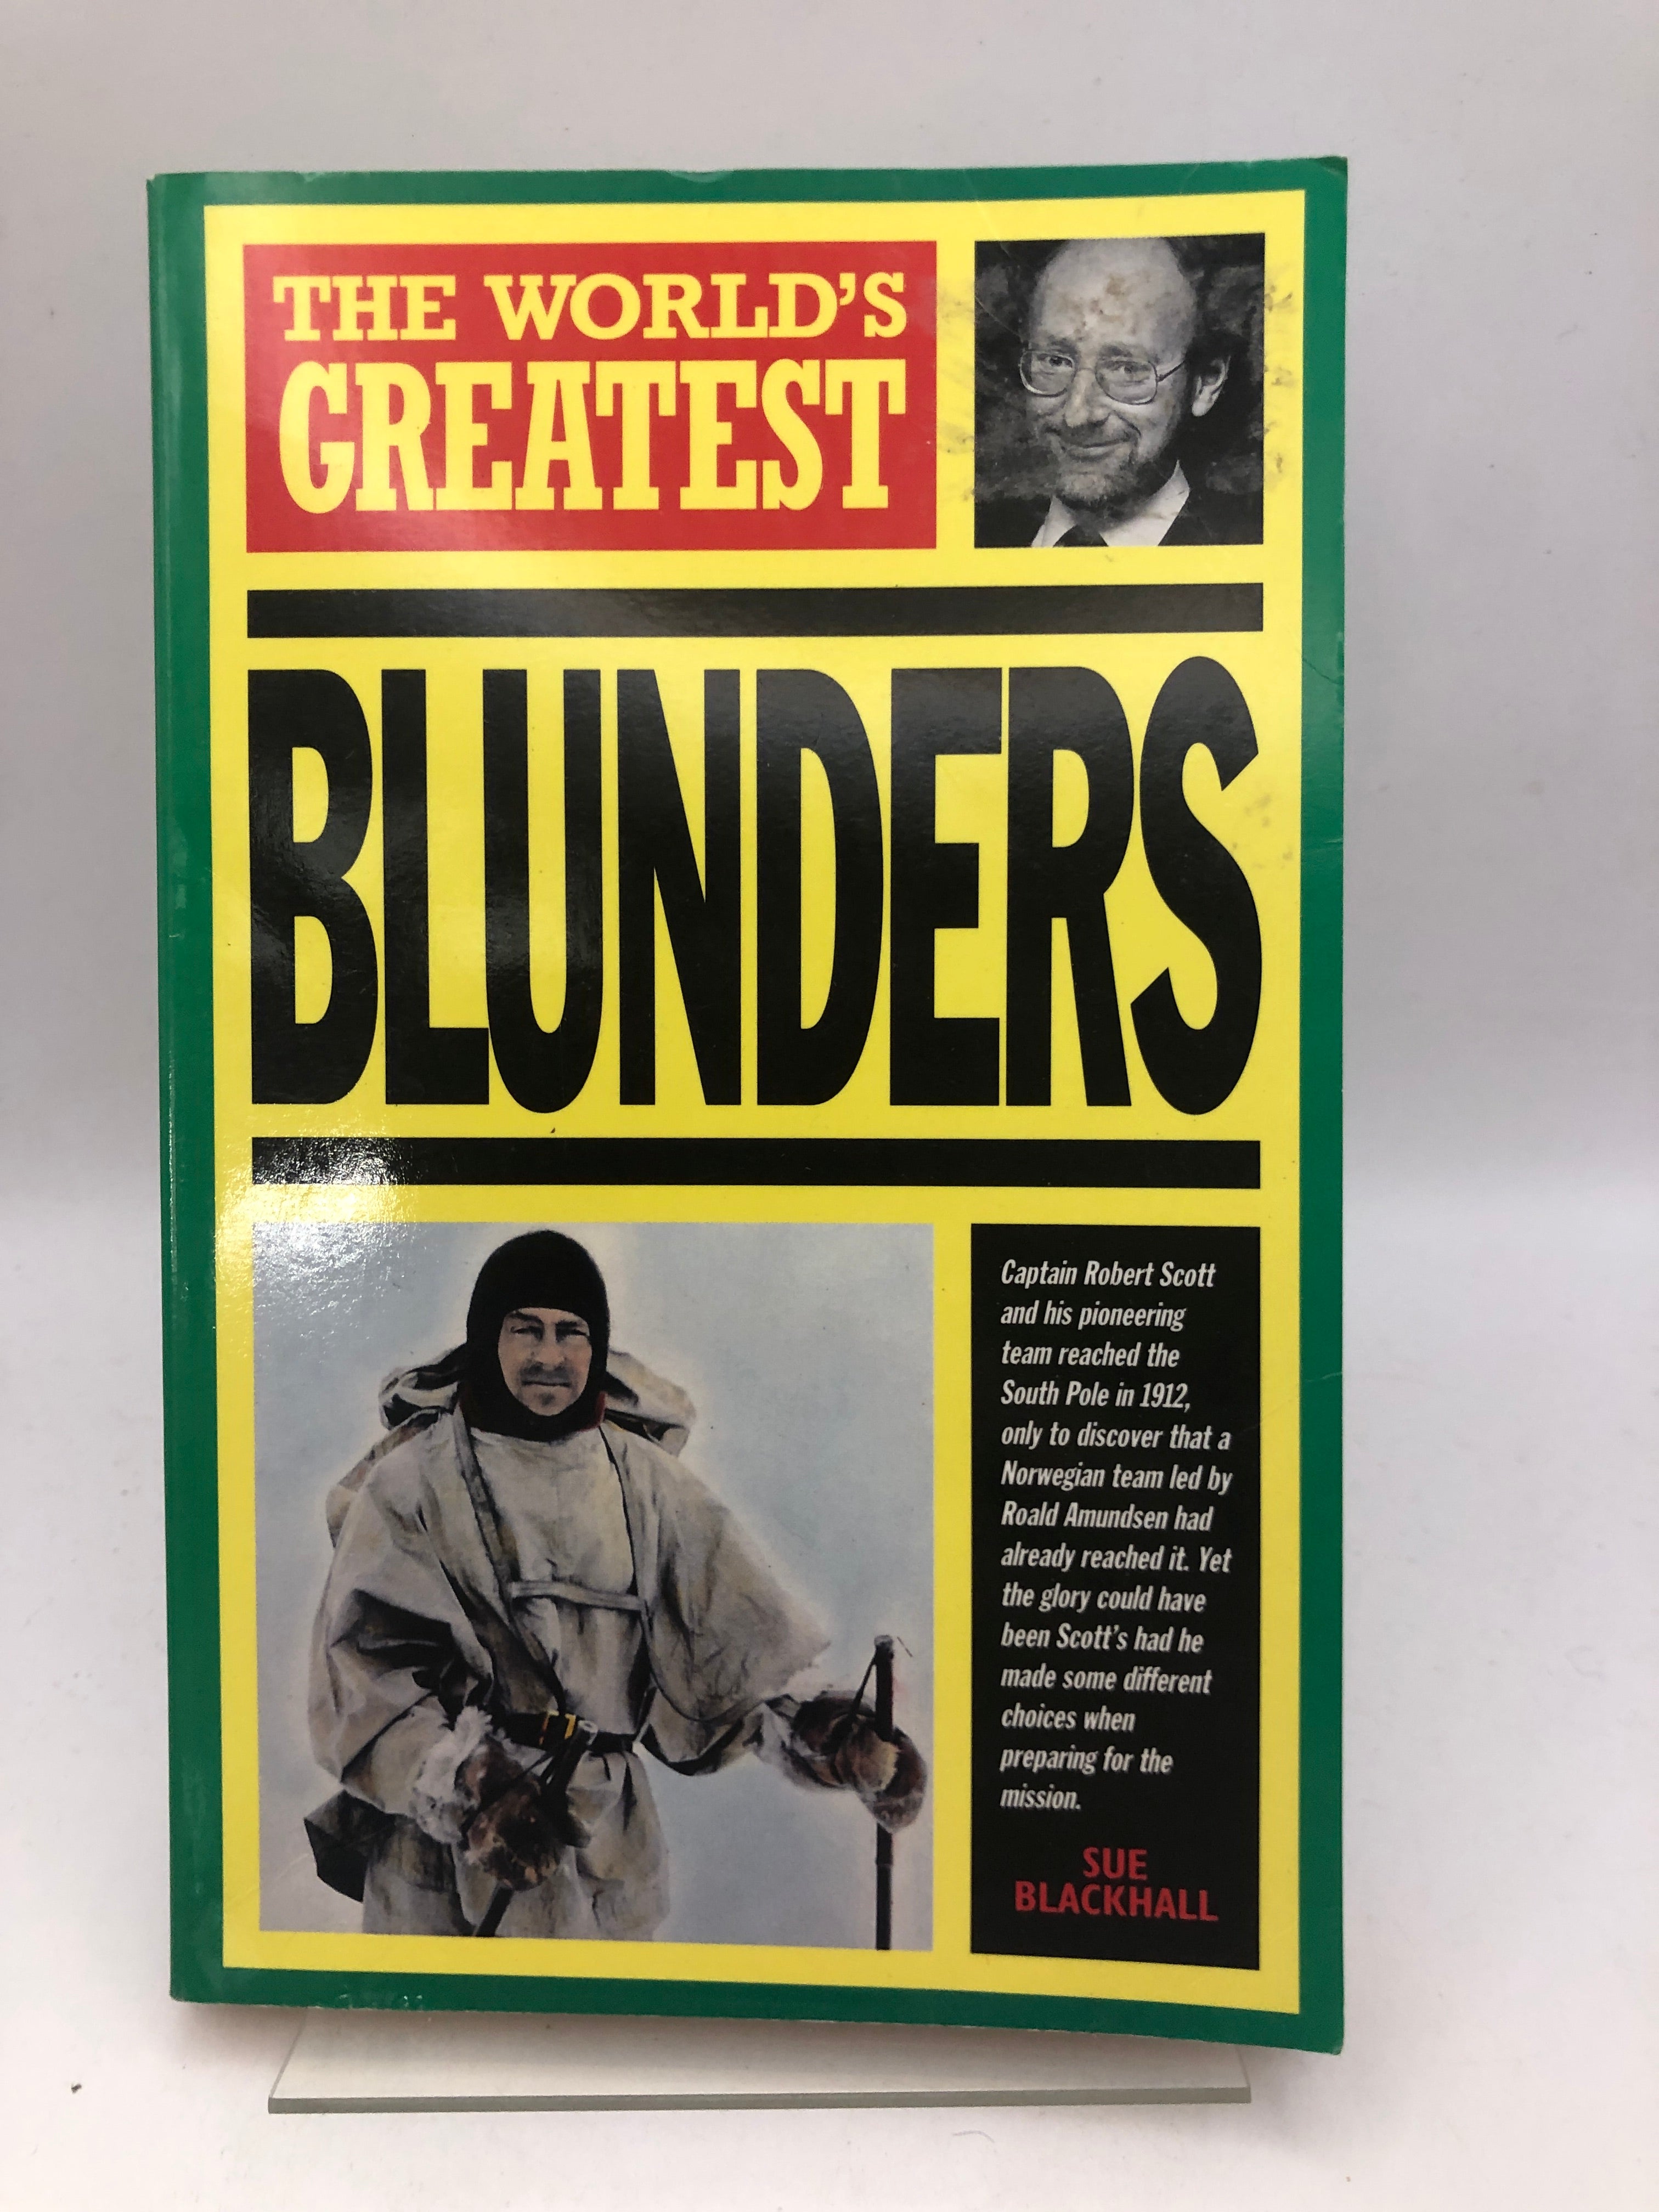 THE WORLD'S
GREATEST
BLUNDERS
Captain Robert Scott
and his pioneering
team reached the
South Pole in 1912,
only to discover that a
Norwegian team led by
Roald Amundsen had
already reached it. Yet
the glory could have
been Scott's had he
made some different
choices when
preparing for the
mission.
SUE
BLACKHALL